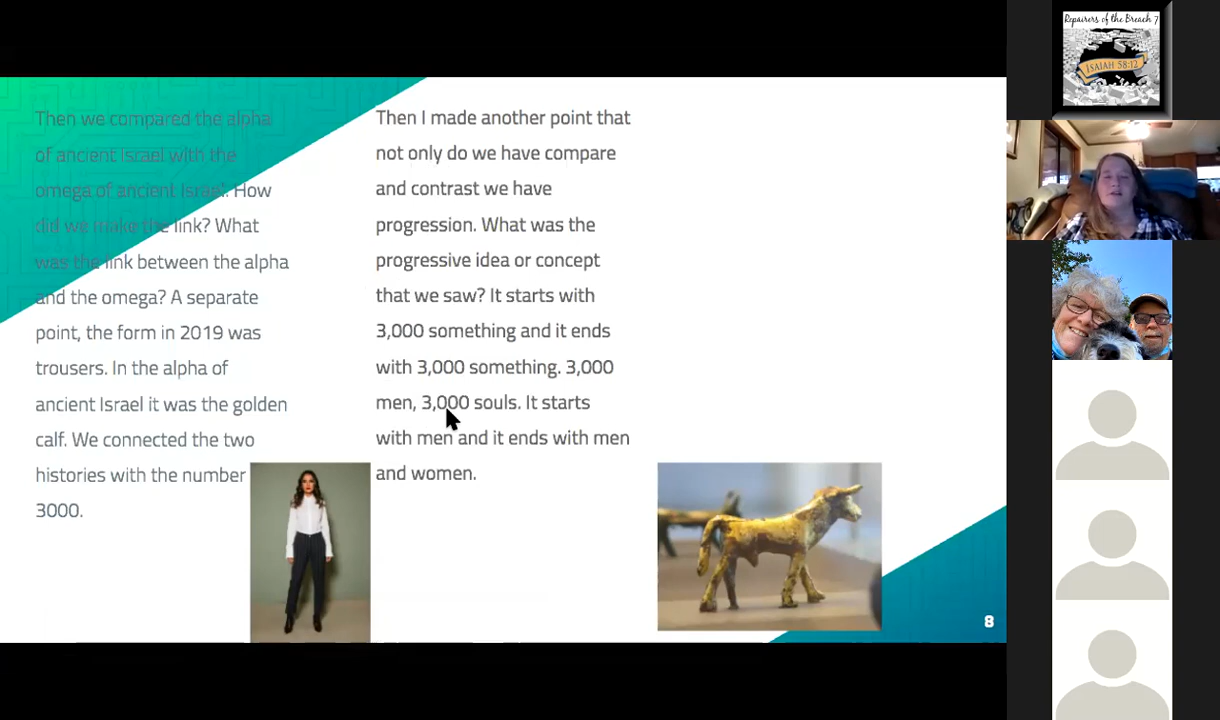 Then we compared the alpha
of ancient Israel with the
omega of ancient Israel. How
did we make the link? What
was the link between the alpha
and the omega? A separate
point, the form in 2019 was
trousers. In the alpha of
ancient Israel it was the golden
calf. We connected the two
histories with the number
3000.
Then I made another point that
not only do we have compare
and contrast we have
progression. What was the
progressive idea or concept
that we saw? It starts with
3,000 something and it ends
with 3,000 something. 3,000
men, 3,000 souls. It starts
with men and it ends with men
and women.
8
Repairers of the Breach 7
ISAIAH 58:12